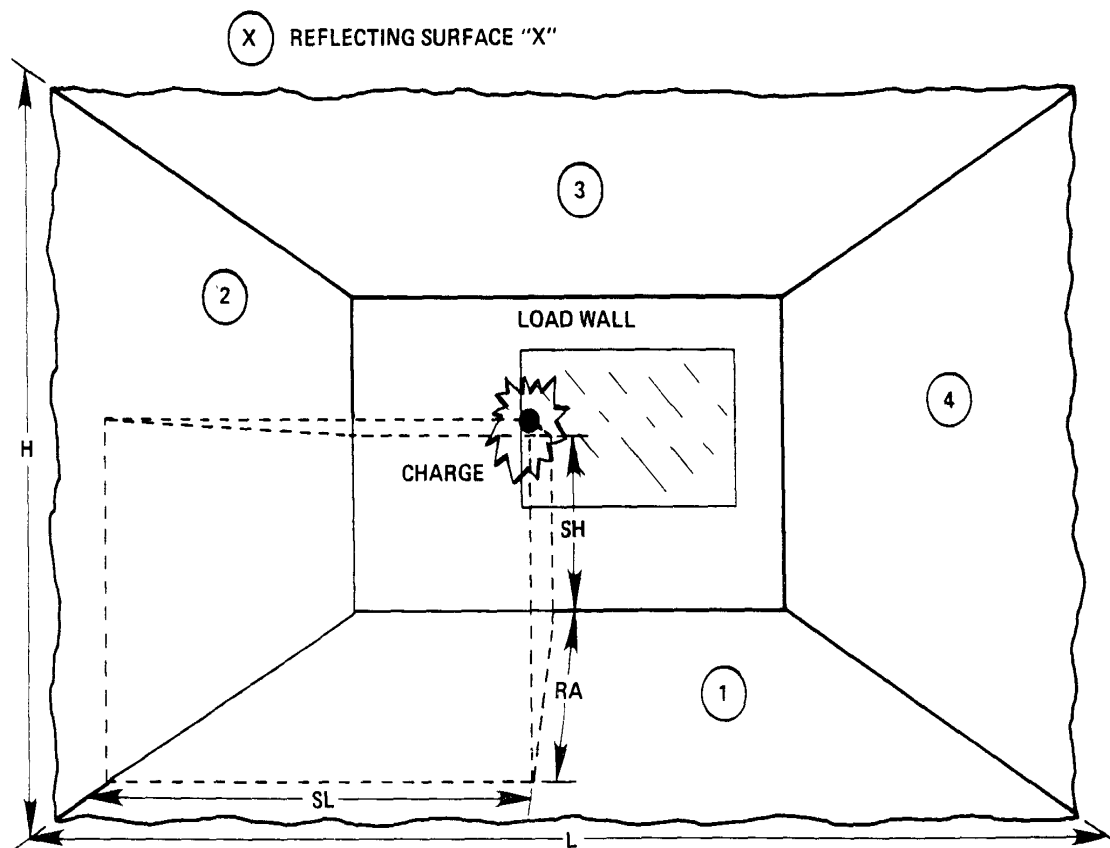 X REFLECTING SURFACE "X"
3
2
LOAD WALL
4
H
CHARGE
SH
RA
1
SL
L